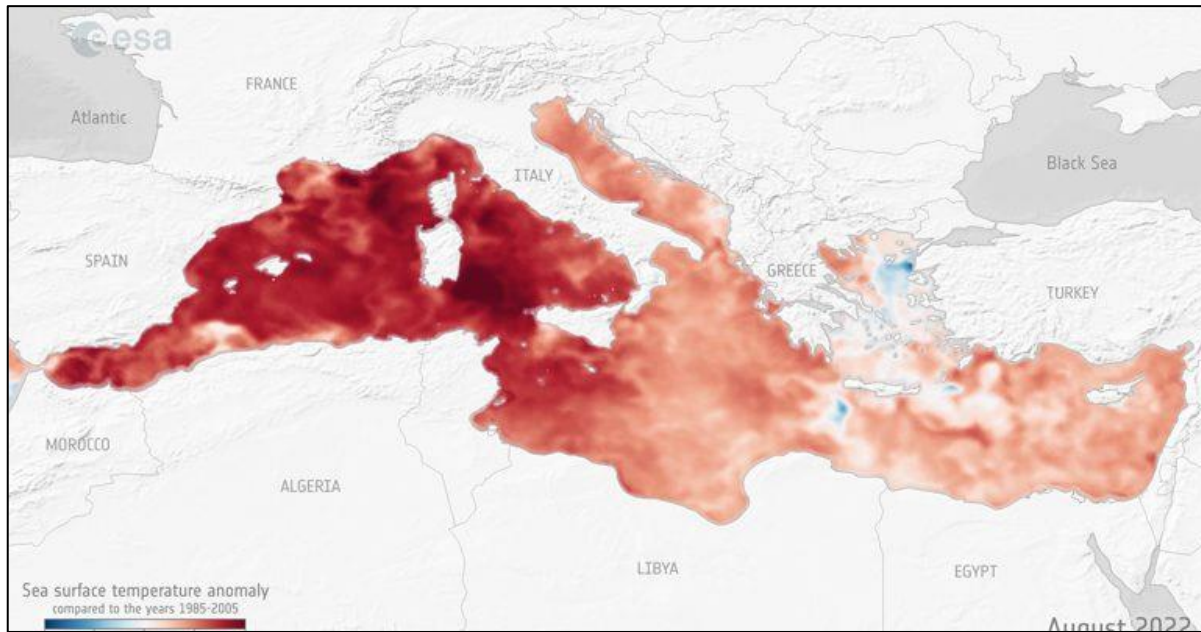 esa
FRANCE
Atlantic
ITALY
Black Sea
SPAIN
GREECE
TURKEY
MOROCCO
ALGERIA
LIBYA
EGYPT
Sea surface temperature anomaly
compared to the years 1985-2005
August 2022